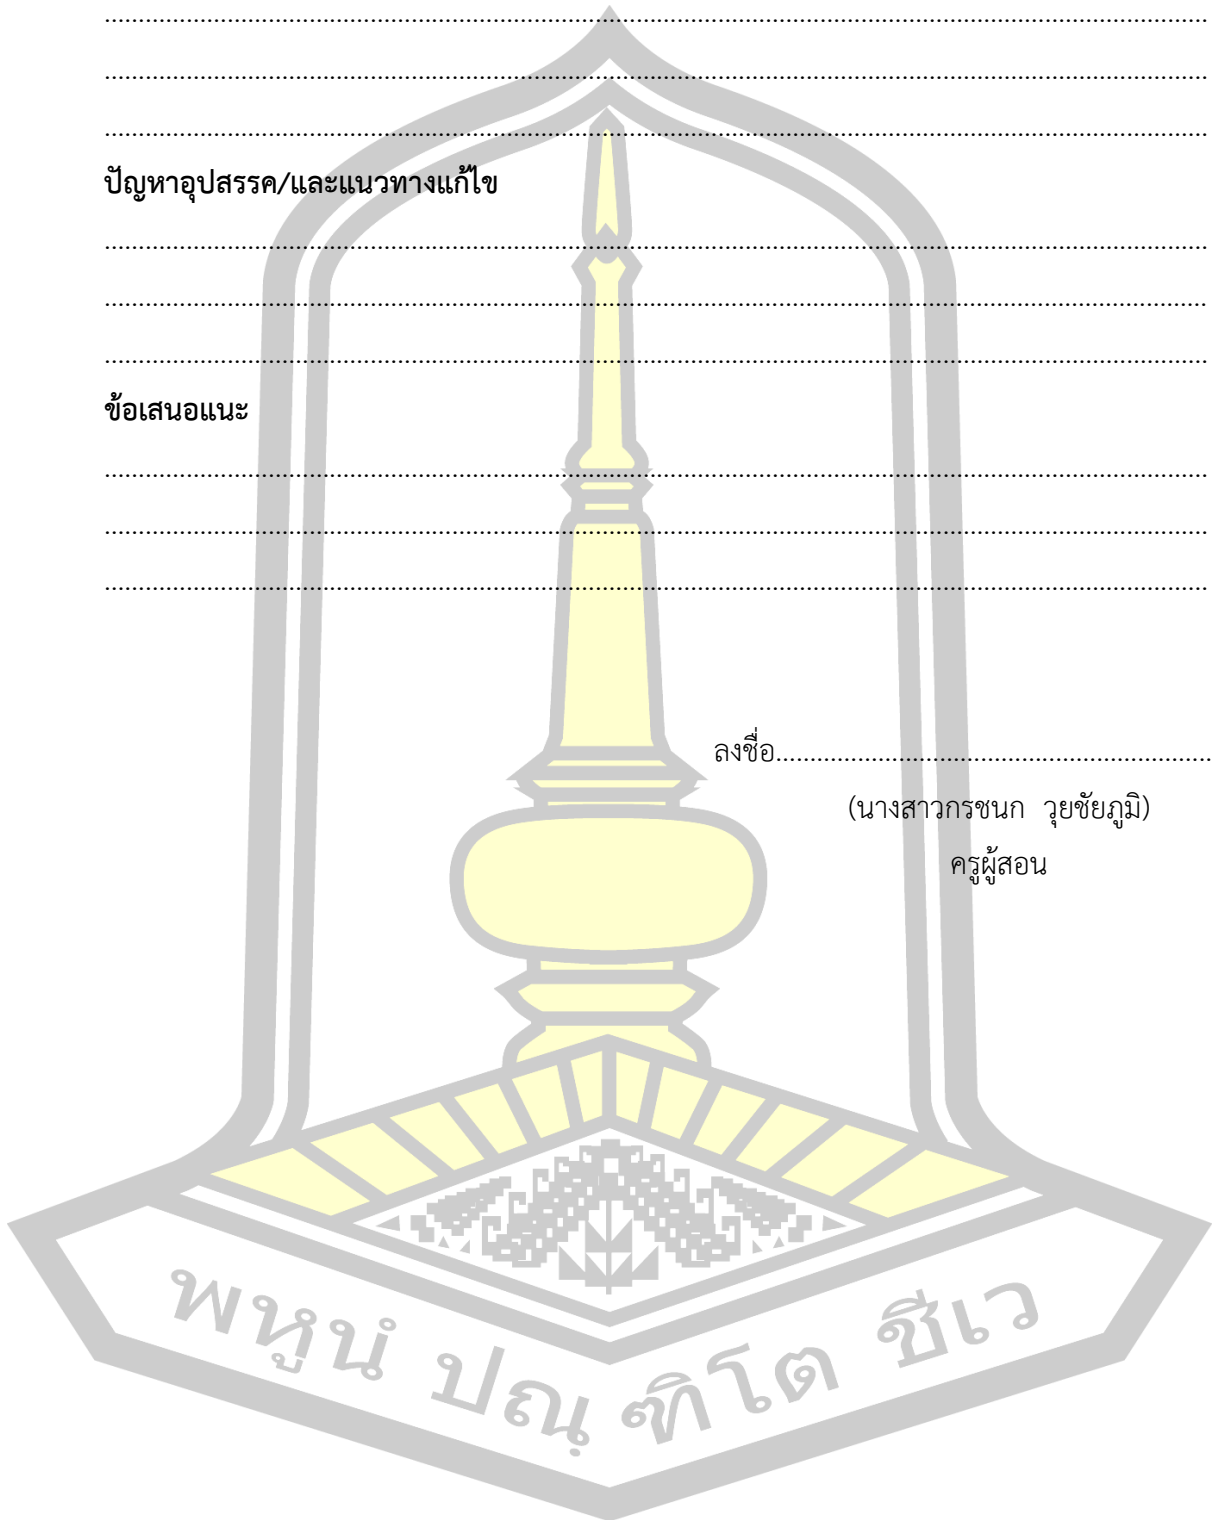 ........................................................................................................................................
........................................................................................................................................
........................................................................................................................................
ปัญหาอุปสรรค/และแนวทางแก้ไข
........................................................................................................................................
........................................................................................................................................
........................................................................................................................................
ข้อเสนอแนะ
........................................................................................................................................
........................................................................................................................................
........................................................................................................................................
ลงชื่อ................................................................
(นางสาวกรชนก วุยชัยภูมิ)
ครูผู้สอน
พหูนํ ปณฺฑิโต ชีเว